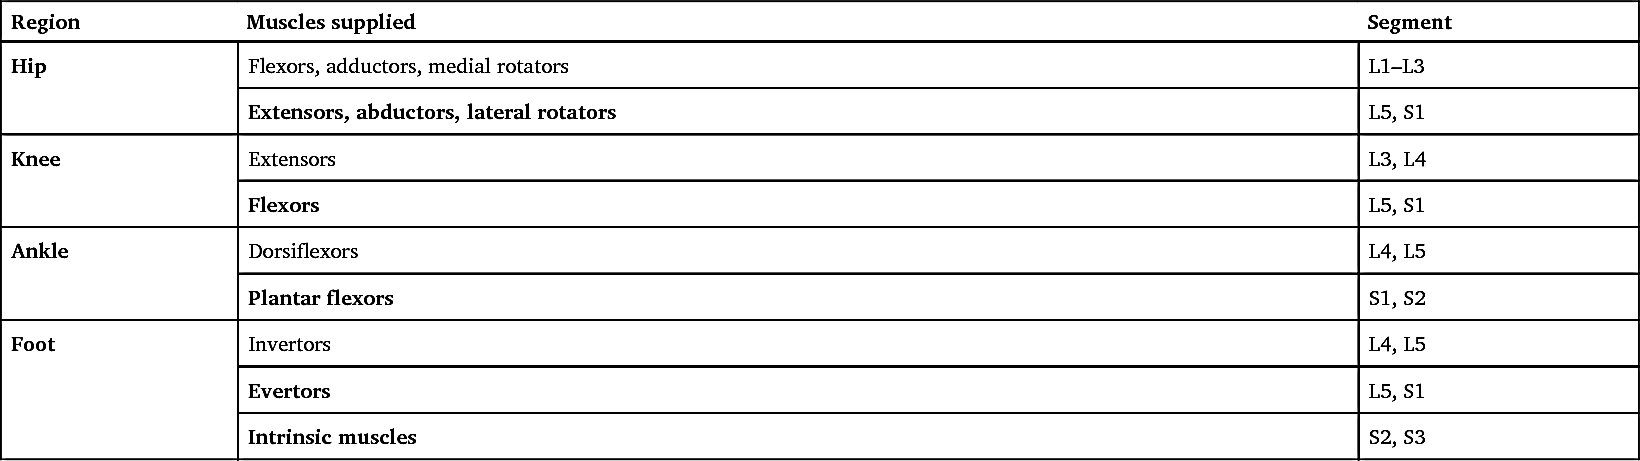 Region Muscles supplied Segment
Hip Flexors, adductors, medial rotators L1–L3
Extensors, abductors, lateral rotators L5, S1
Knee Extensors L3, L4
Flexors L5, S1
Ankle Dorsiflexors L4, L5
Plantar flexors S1, S2
Foot Invertors L4, L5
Evertors L5, S1
Intrinsic muscles S2, S3